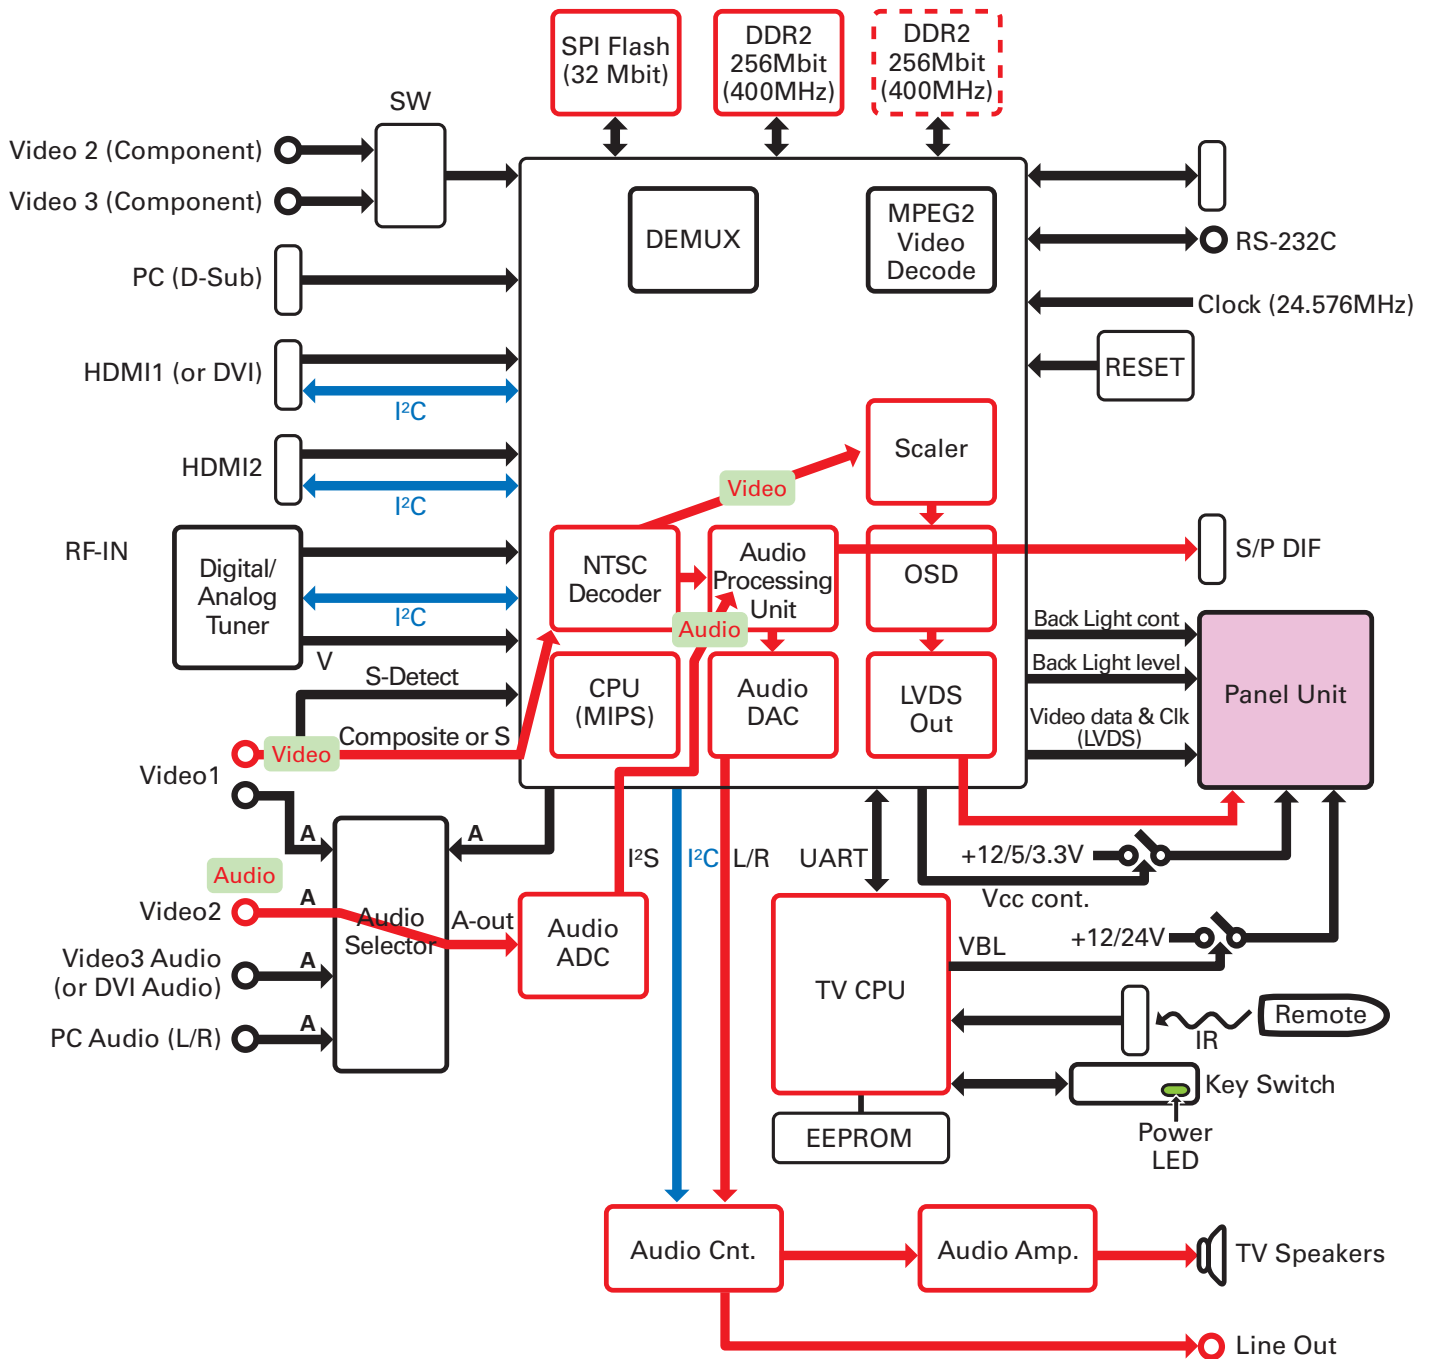 SPI Flash
(32 Mbit)
DDR2
256Mbit
(400MHz)
DDR2
256Mbit
(400MHz)
SW
Video 2 (Component)
Video 3 (Component)
DEMUX
MPEG2
Video
Decode
RS-232C
PC (D-Sub)
Clock (24.576MHz)
HDMI1 (or DVI)
I²C
RESET
Scaler
HDMI2
I²C
Video
RF-IN
Digital/
Analog
Tuner
I²C
V
NTSC
Decoder
Audio
Processing
Unit
OSD
S/P DIF
Audio
Back Light cont
Back Light level
Video data & Clk
(LVDS)
Panel Unit
S-Detect
CPU
(MIPS)
Audio
DAC
LVDS
Out
Composite or S
Video
Video1
A
A
I²S
I²C
L/R
UART
+12/5/3.3V
Vcc cont.
Audio
Video2
A
Audio
Selector
A-out
Audio
ADC
VBL
+12/24V
Video3 Audio
(or DVI Audio)
A
TV CPU
PC Audio (L/R)
A
IR
Remote
Key Switch
Power
LED
EEPROM
Audio Cnt.
Audio Amp.
TV Speakers
Line Out